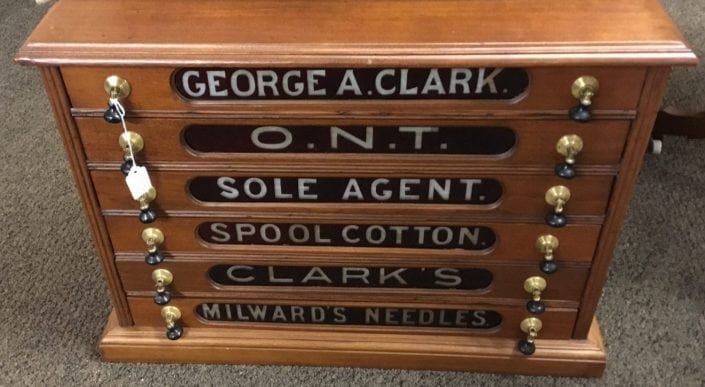 GEORGE A. CLARK.
O.N.T.
SOLE AGENT.
SPOOL COTTON.
CLARK'S
MILWARD'S NEEDLES.